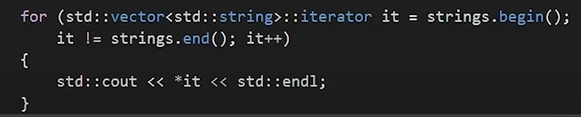 for (std::vector<std::string>::iterator it = strings.begin();
it != strings.end(); it++)
{
std::cout << *it << std::endl;
}